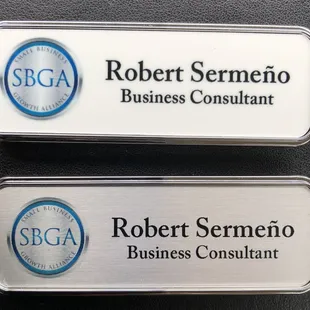 SMALL BUSINESS
SBGA
GROWTH ALLIANCE
Robert Sermeño
Business Consultant
SMALL BUSINESS
SBGA
GROWTH ALLIANCE
Robert Sermeño
Business Consultant